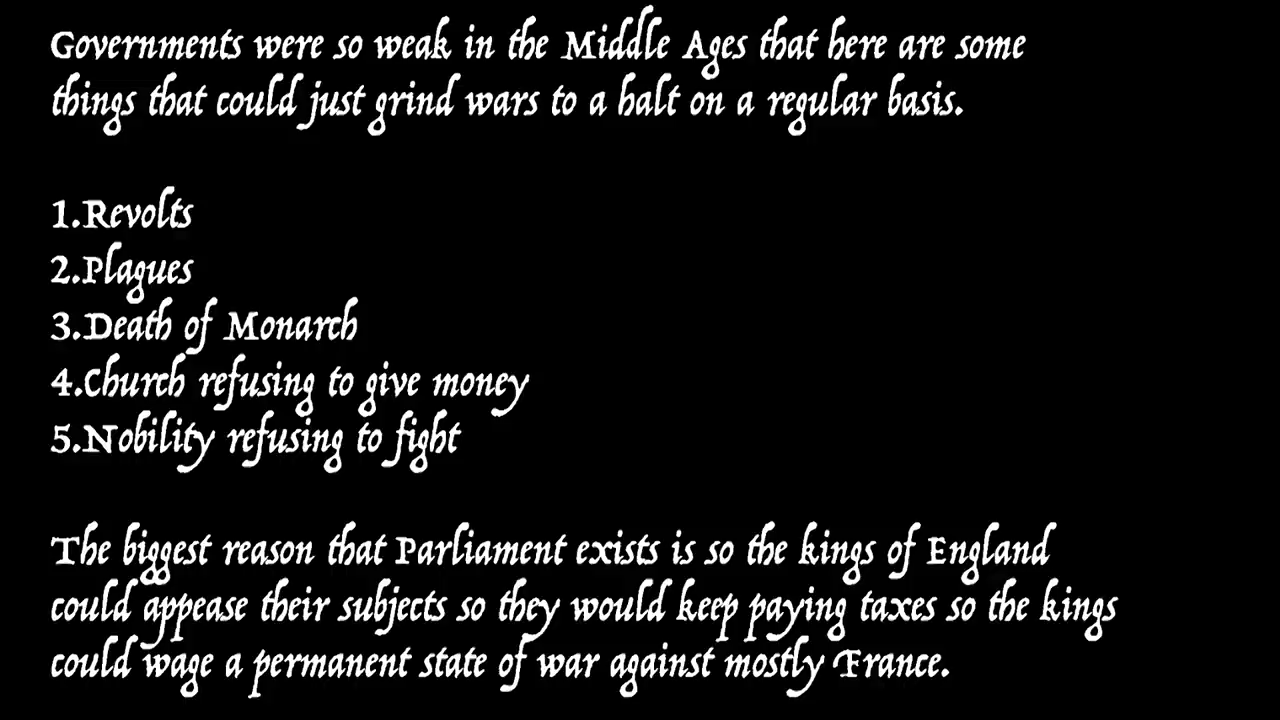 Governments were so weak in the Middle Ages that here are some
things that could just grind wars to a halt on a regular basis.
1.Revolts
2.Plagues
3.Death of Monarch
4.Church refusing to give money
5.Nobility refusing to fight
The biggest reason that Parliament exists is so the kings of England
could appease their subjects so they would keep paying taxes so the kings
could wage a permanent state of war against mostly France.